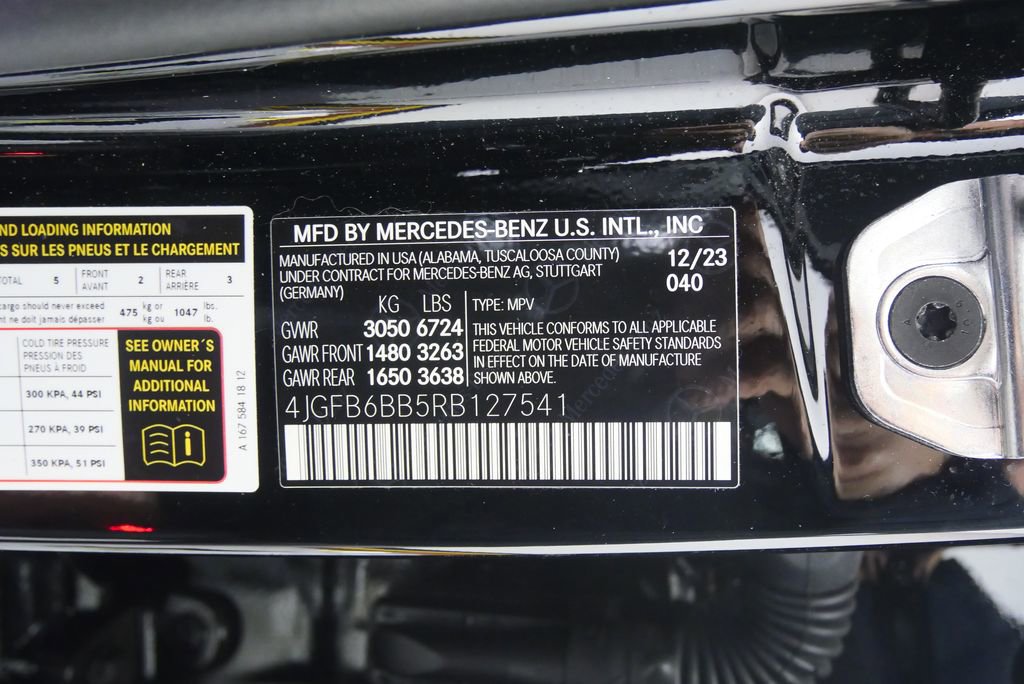 ND LOADING INFORMATION
S SUR LES PNEUS ET LE CHARGEMENT
OTAL 5 FRONT AVANT 2 REAR ARRIÈRE 3
cargo should never exceed 475 kg or 1047 lbs.
nt ne doit jamais dépasser kg ou lb.
COLD TIRE PRESSURE
PRESSION DES
PNEUS A FROID
300 KPA, 44 PSI
270 KPA, 39 PSI
350 KPA, 51 PSI
SEE OWNER´S
MANUAL FOR
ADDITIONAL
INFORMATION
A 167 584 18 12
MFD BY MERCEDES-BENZ U.S. INTL., INC
MANUFACTURED IN USA (ALABAMA, TUSCALOOSA COUNTY)
UNDER CONTRACT FOR MERCEDES-BENZ AG, STUTTGART
(GERMANY)
12/23
040
KG LBS
GVWR 3050 6724
GAWR FRONT 1480 3263
GAWR REAR 1650 3638
TYPE: MPV
THIS VEHICLE CONFORMS TO ALL APPLICABLE
FEDERAL MOTOR VEHICLE SAFETY STANDARDS
IN EFFECT ON THE DATE OF MANUFACTURE
SHOWN ABOVE.
4JGFB6BB5RB127541